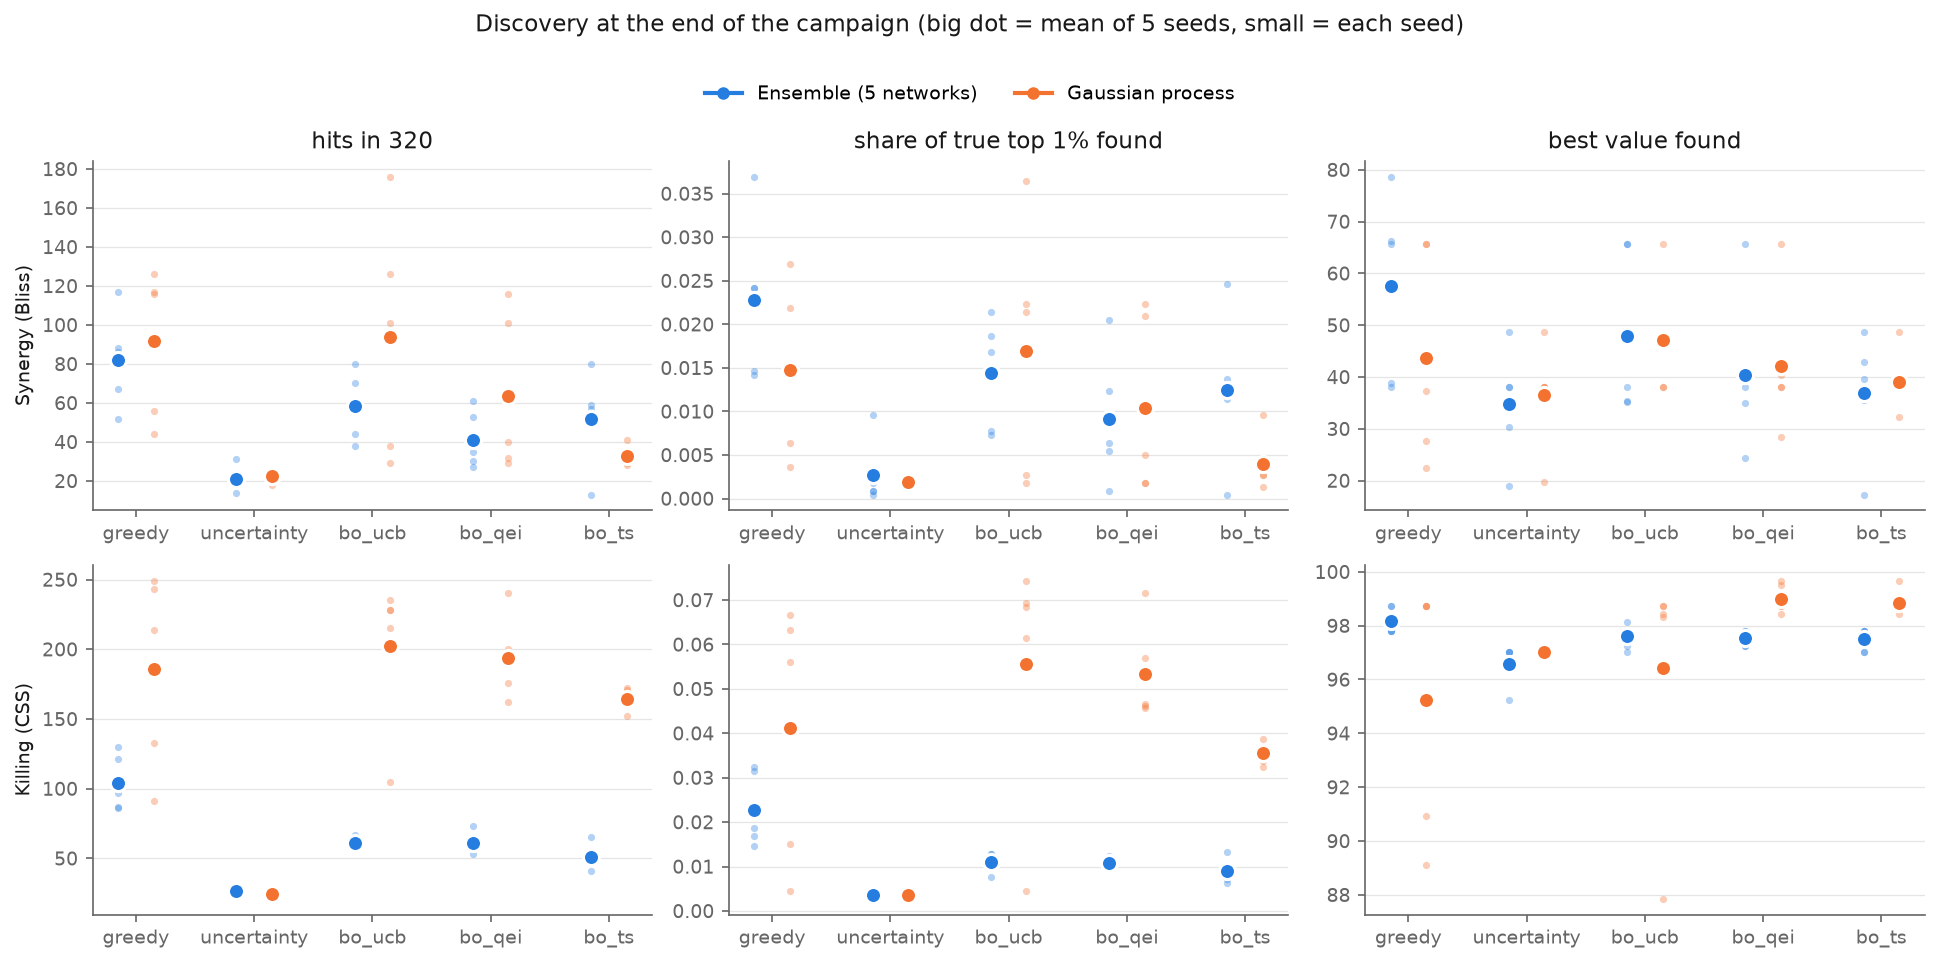 Discovery at the end of the campaign (big dot = mean of 5 seeds, small = each seed)
Ensemble (5 networks)
Gaussian process
hits in 320
share of true top 1% found
best value found
Synergy (Bliss)
180
160
140
120
100
80
60
40
20
greedy
uncertainty
bo_ucb
bo_qei
bo_ts
0.035
0.030
0.025
0.020
0.015
0.010
0.005
0.000
greedy
uncertainty
bo_ucb
bo_qei
bo_ts
80
70
60
50
40
30
20
greedy
uncertainty
bo_ucb
bo_qei
bo_ts
Killing (CSS)
250
200
150
100
50
greedy
uncertainty
bo_ucb
bo_qei
bo_ts
0.07
0.06
0.05
0.04
0.03
0.02
0.01
0.00
greedy
uncertainty
bo_ucb
bo_qei
bo_ts
100
98
96
94
92
90
88
greedy
uncertainty
bo_ucb
bo_qei
bo_ts